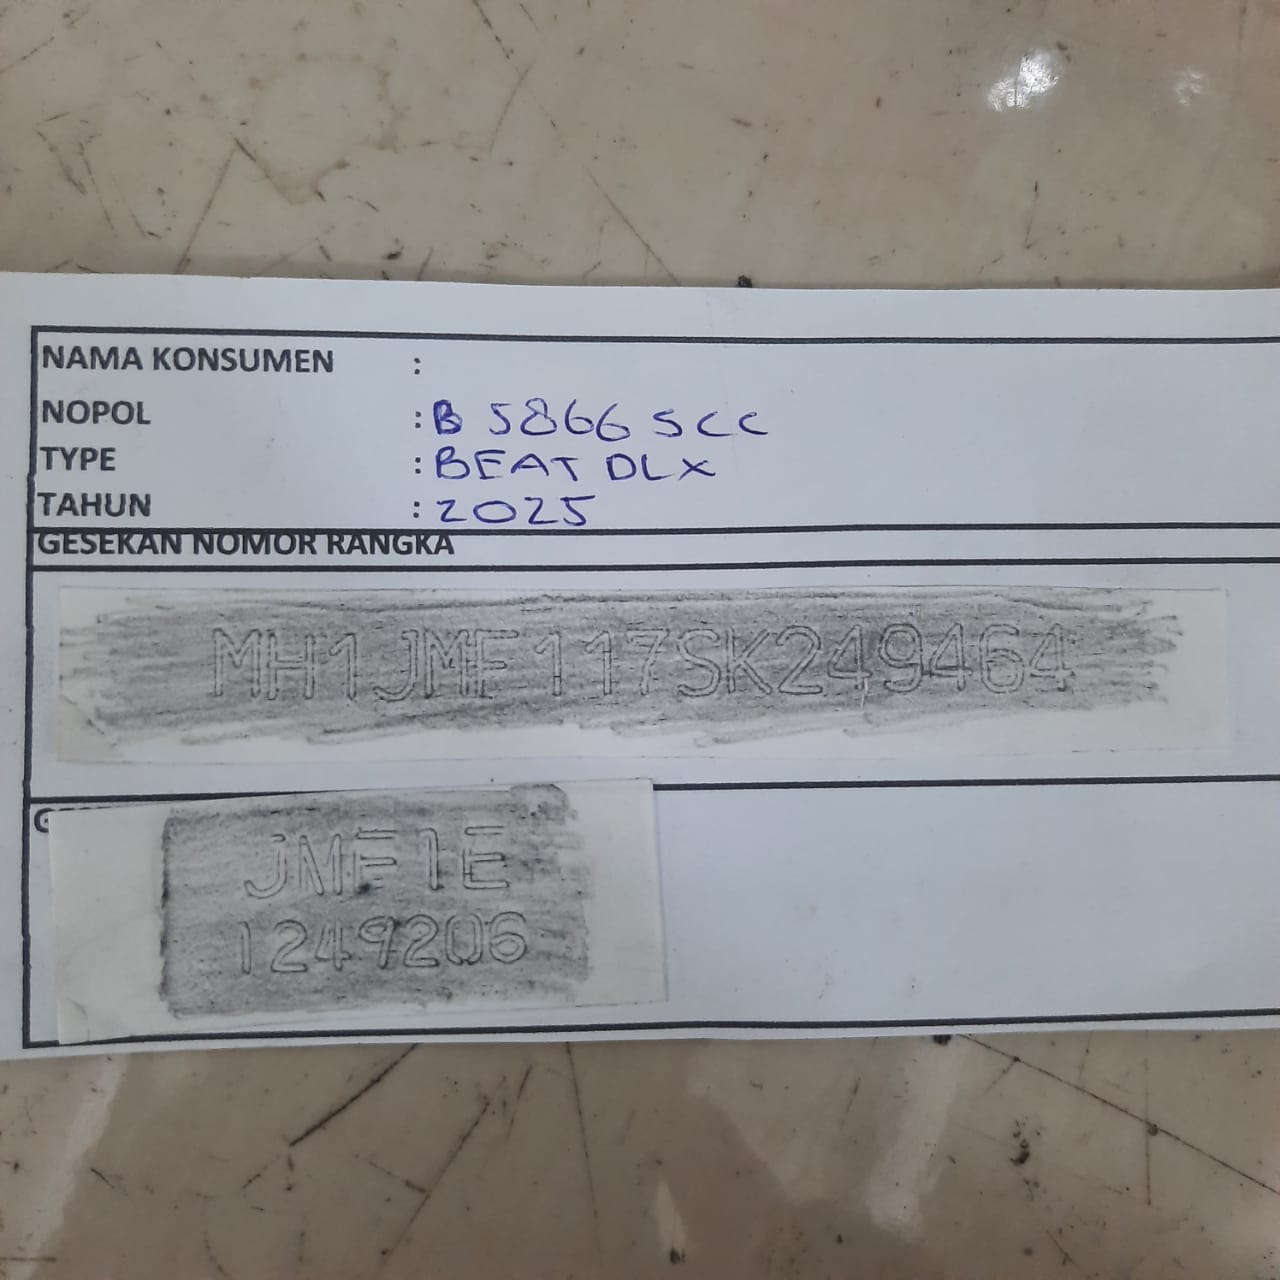 NAMA KONSUMEN :
NOPOL : B 5866 SCC
TYPE : BEAT DLX
TAHUN : 2025
GESEKAN NOMOR RANGKA
MH1JMF117SK249464
JMF1E
1249206